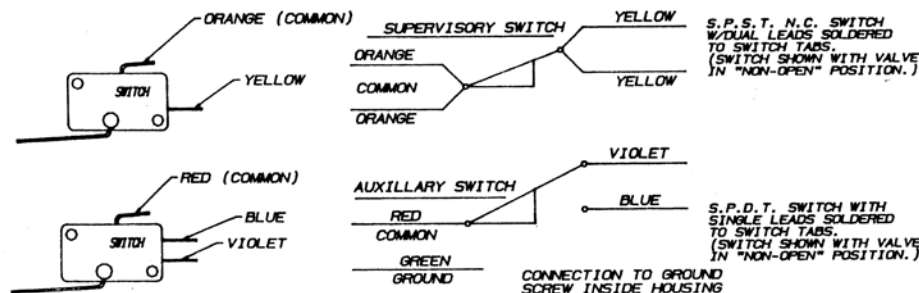 ORANGE (COMMON)
SWITCH
YELLOW
SUPERVISORY SWITCH
ORANGE
COMMON
ORANGE
YELLOW
YELLOW
S.P.S.T. N.C. SWITCH
W/DUAL LEADS SOLDERED
TO SWITCH TABS.
(SWITCH SHOWN WITH VALVE
IN "NON-OPEN" POSITION.)
RED (COMMON)
SWITCH
BLUE
VIOLET
AUXILLARY SWITCH
RED
COMMON
VIOLET
BLUE
S.P.D.T. SWITCH WITH
SINGLE LEADS SOLDERED
TO SWITCH TABS.
(SWITCH SHOWN WITH VALVE
IN "NON-OPEN" POSITION.)
GREEN
GROUND
CONNECTION TO GROUND
SCREW INSIDE HOUSING